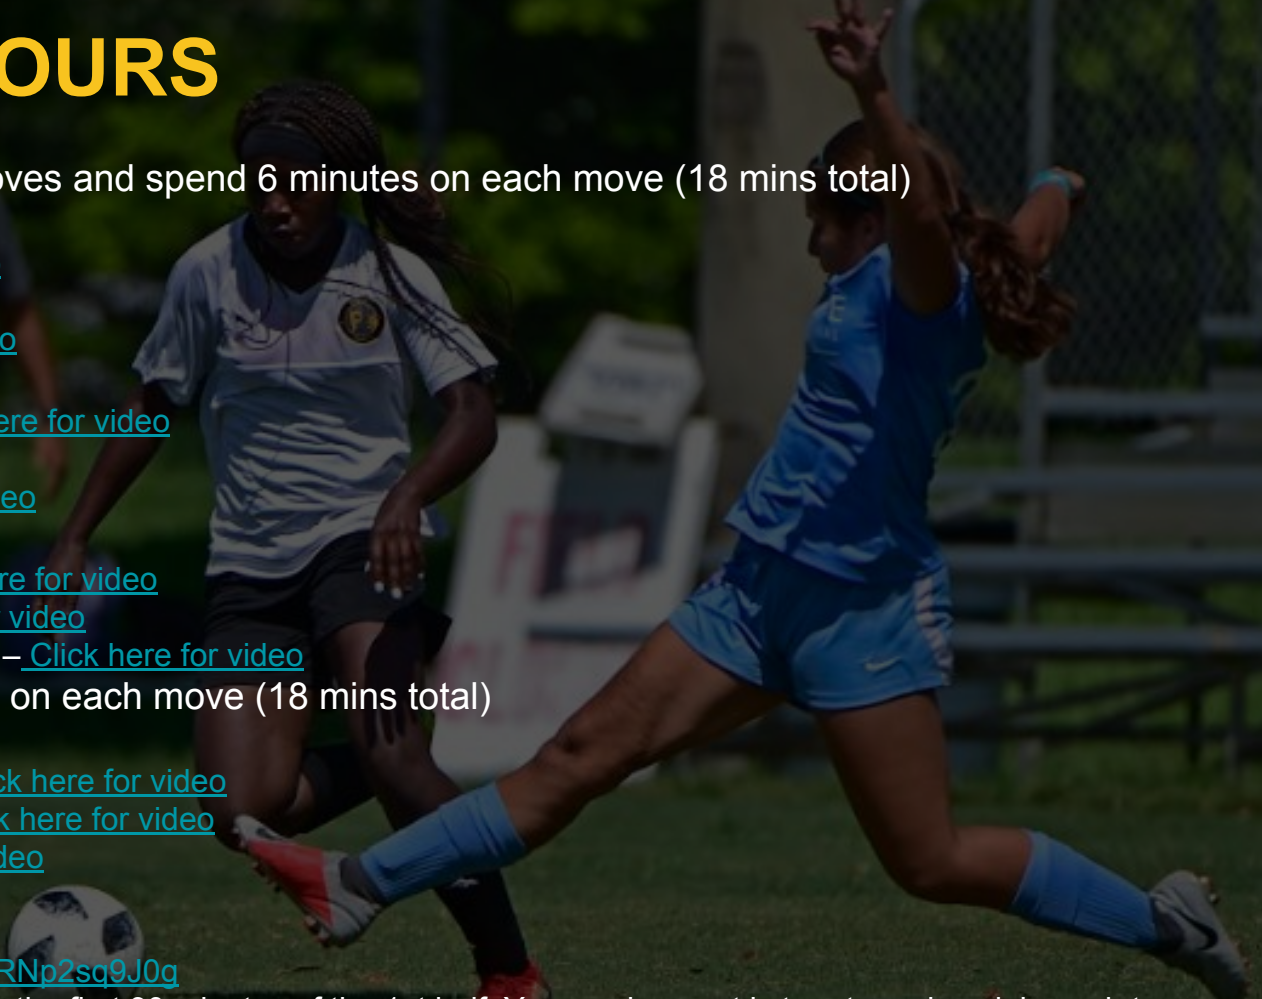 OURS
oves and spend 6 minutes on each move (18 mins total)
o
ere for video
eo
re for video
video
– Click here for video
on each move (18 mins total)
ck here for video
k here for video
deo
RNp2sq9J0g